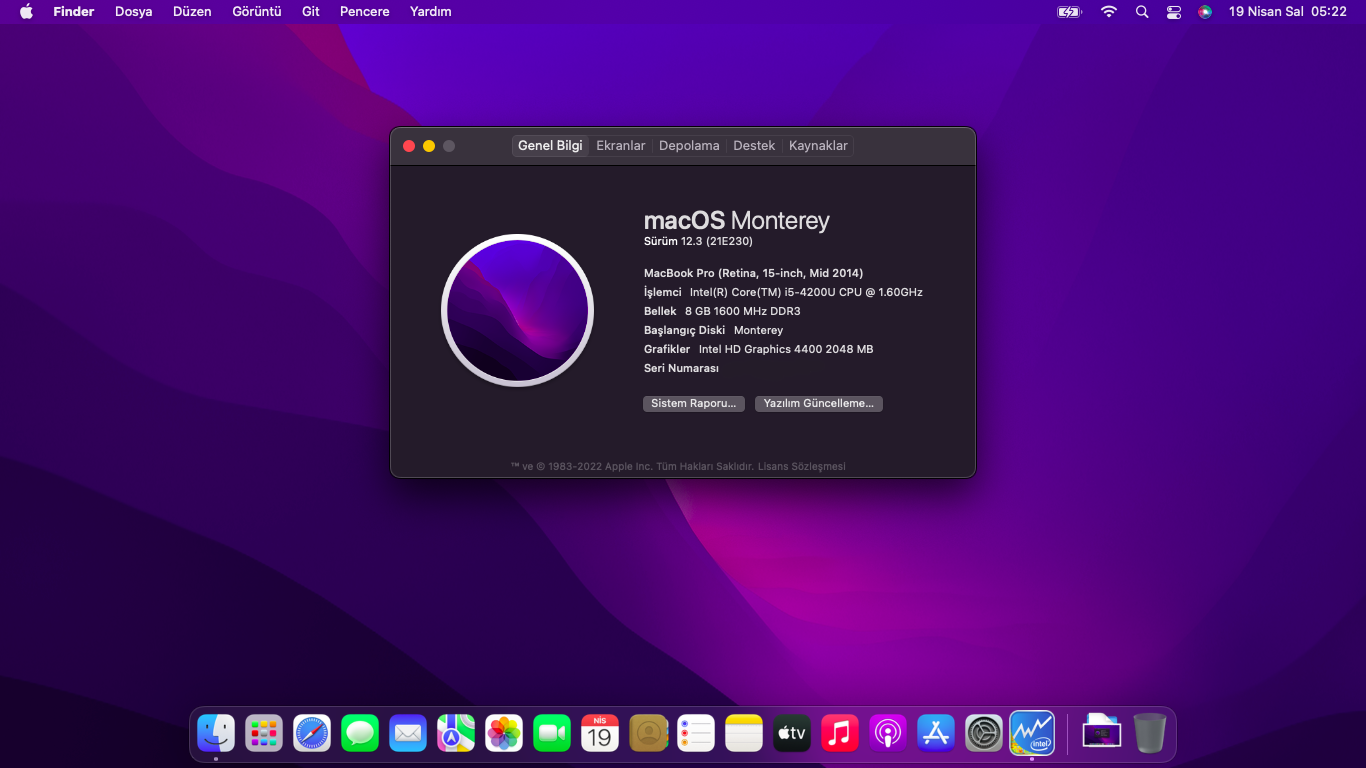 Finder Dosya Düzen Görüntü Git Pencere Yardım 19 Nisan Sal 05:22
Genel Bilgi Ekranlar Depolama Destek Kaynaklar
macOS Monterey
Sürüm 12.3 (21E230)
MacBook Pro (Retina, 15-inch, Mid 2014)
İşlemci Intel(R) Core(TM) i5-4200U CPU @ 1.60GHz
Bellek 8 GB 1600 MHz DDR3
Başlangıç Diski Monterey
Grafikler Intel HD Graphics 4400 2048 MB
Seri Numarası
Sistem Raporu... Yazılım Güncelleme...
™ ve © 1983-2022 Apple Inc. Tüm Hakları Saklıdır. Lisans Sözleşmesi
NİS
19
tv
intel